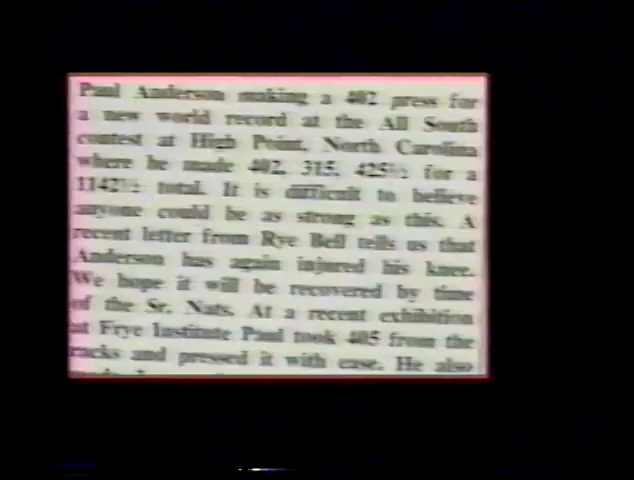 Paul Anderson making a 402 press for
a new world record at the All South
contest at High Point, North Carolina
where he made 402, 315, 425½ for a
1142½ total. It is difficult to believe
anyone could be as strong as this. A
recent letter from Rye Bell tells us that
Anderson has again injured his knee.
We hope it will be recovered by time
of the Sr. Nats. At a recent exhibition
at Frye Institute Paul took 405 from the
racks and pressed it with ease. He also